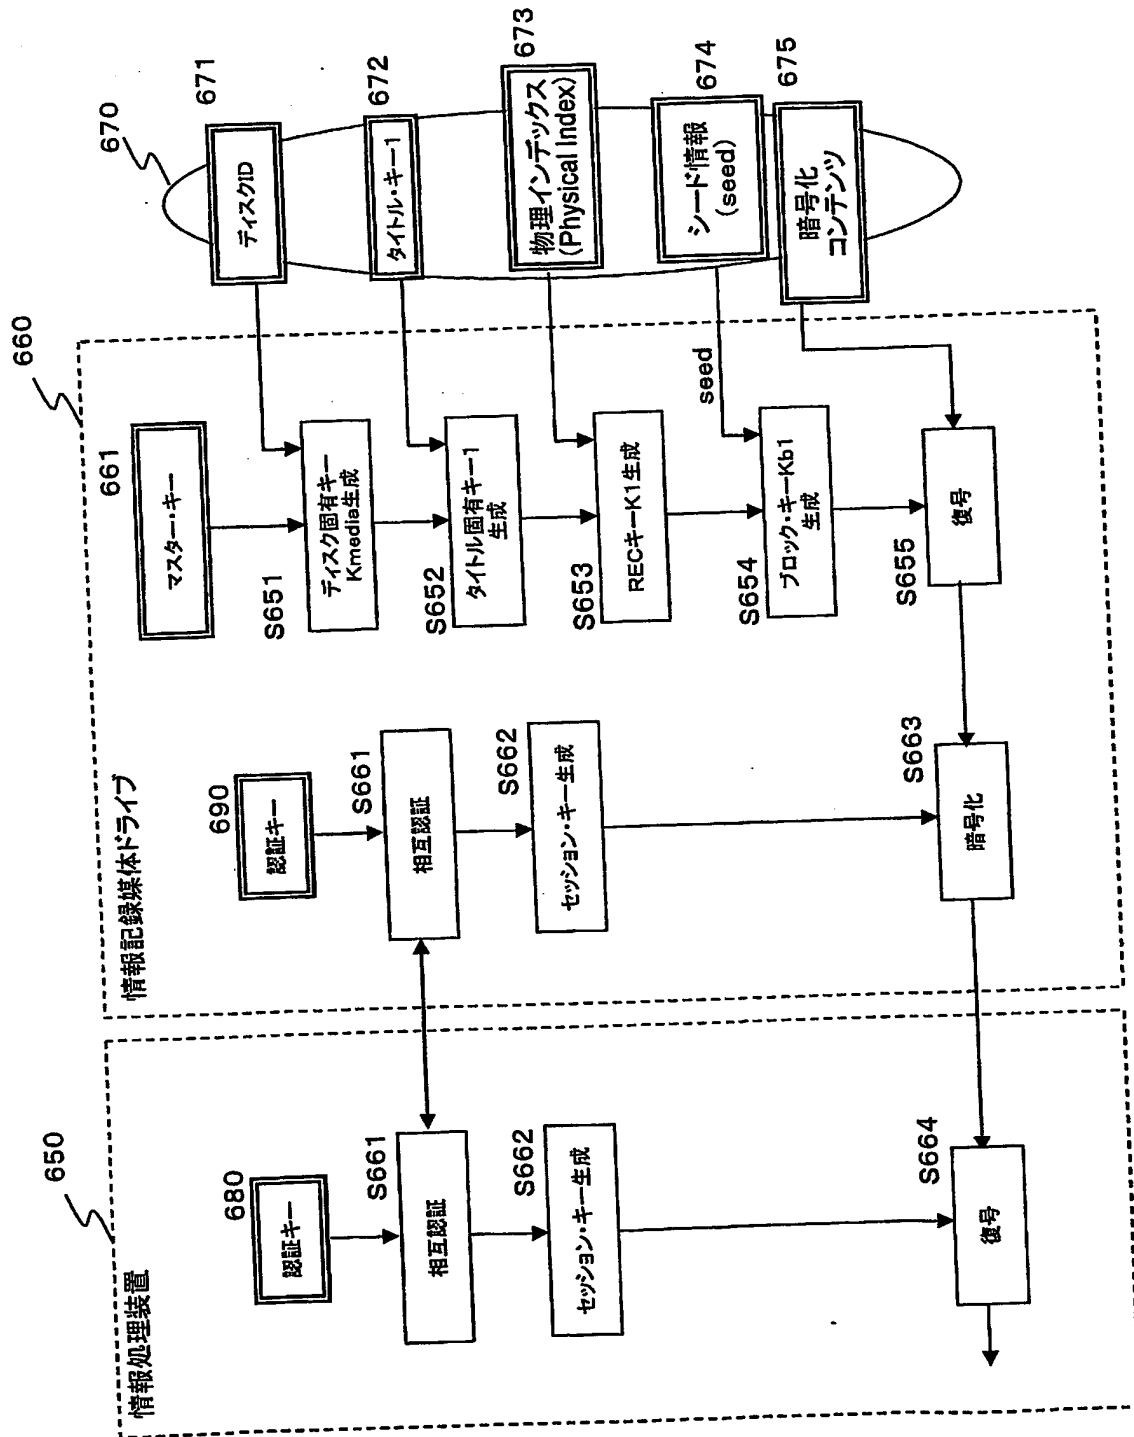 650
情報処理装置
680
認証キー
S661
相互認証
S662
セッション・キー生成
S664
復号
660
情報記録媒体ドライブ
690
認証キー
S661
相互認証
S662
セッション・キー生成
S663
暗号化
661
マスター・キー
S651
ディスク固有キー
Kmedia生成
S652
タイトル固有キー1
生成
S653
RECキーK1生成
S654
ブロック・キーKb1
生成
seed
S655
復号
670
671
ディスクID
672
タイトル・キー1
673
物理インデックス
(Physical Index)
674
シード情報
(seed)
675
暗号化
コンテンツ